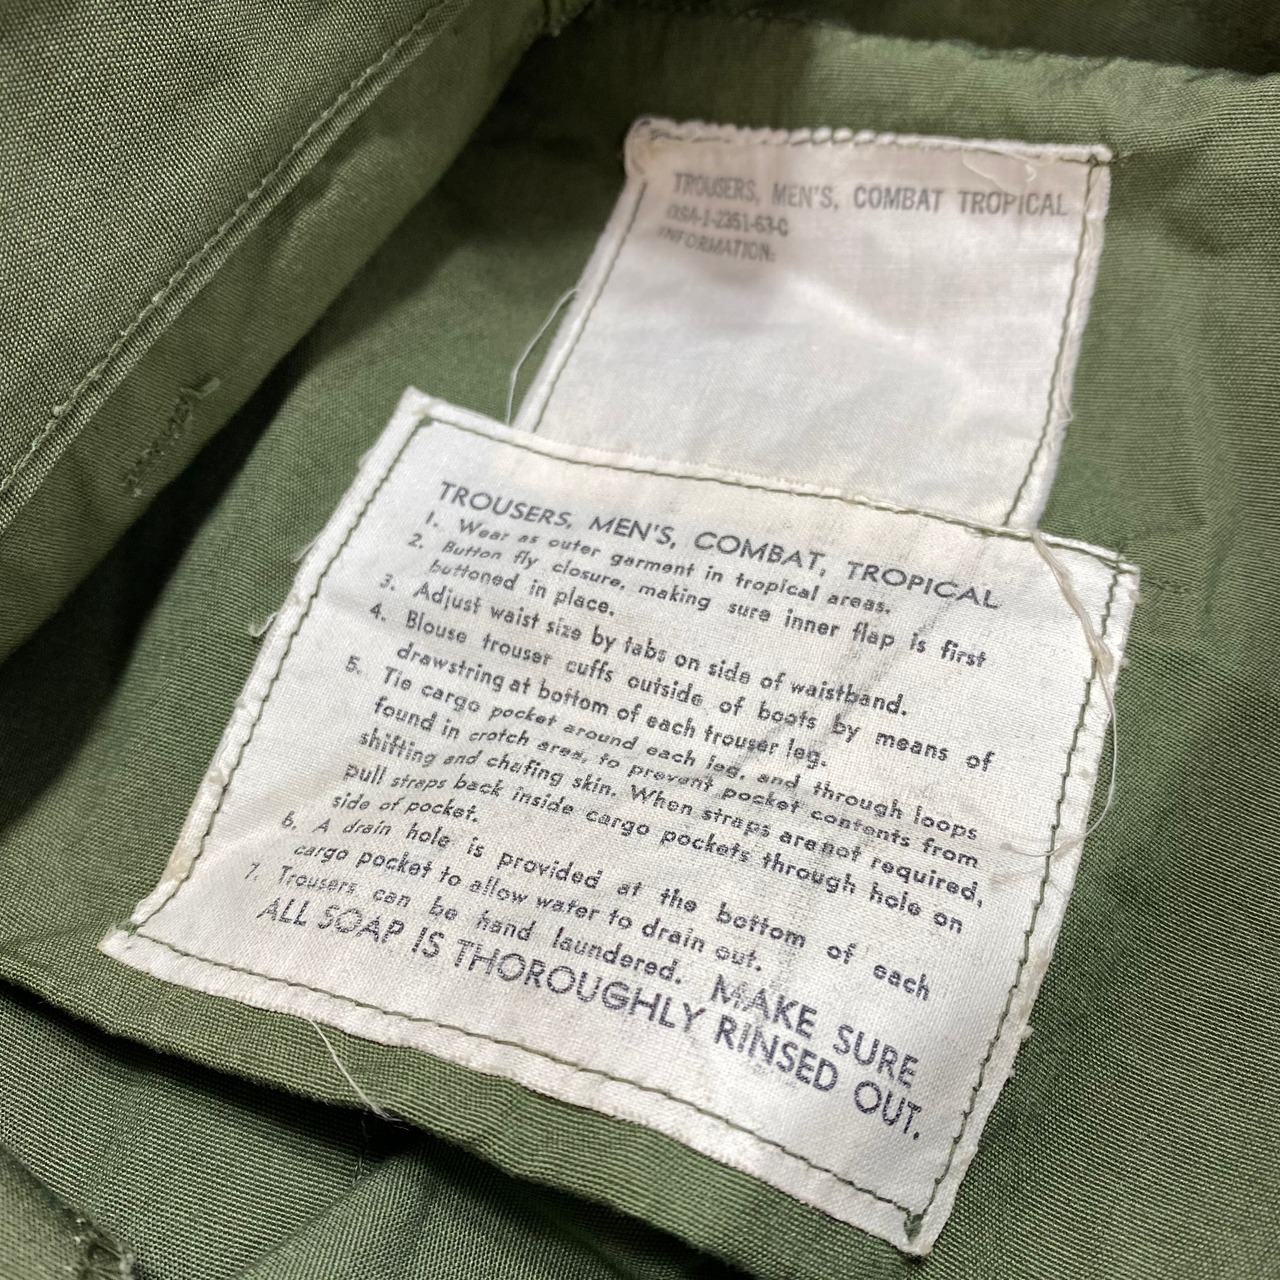 TROUSERS, MEN'S, COMBAT TROPICAL
DSA-1-2351-63-C
INFORMATION:
TROUSERS, MEN'S, COMBAT, TROPICAL
1. Wear as outer garment in tropical areas.
2. Button fly closure, making sure inner flap is first
buttoned in place.
3. Adjust waist size by tabs on side of waistband.
4. Blouse trouser cuffs outside of boots by means of
drawstring at bottom of each trouser leg.
5. Tie cargo pocket around each leg, and through loops
found in crotch area, to prevent pocket contents from
shifting and chafing skin. When straps are not required,
pull straps back inside cargo pockets through hole on
side of pocket.
6. A drain hole is provided at the bottom of each
cargo pocket to allow water to drain out.
7. Trousers can be hand laundered. MAKE SURE
ALL SOAP IS THOROUGHLY RINSED OUT.